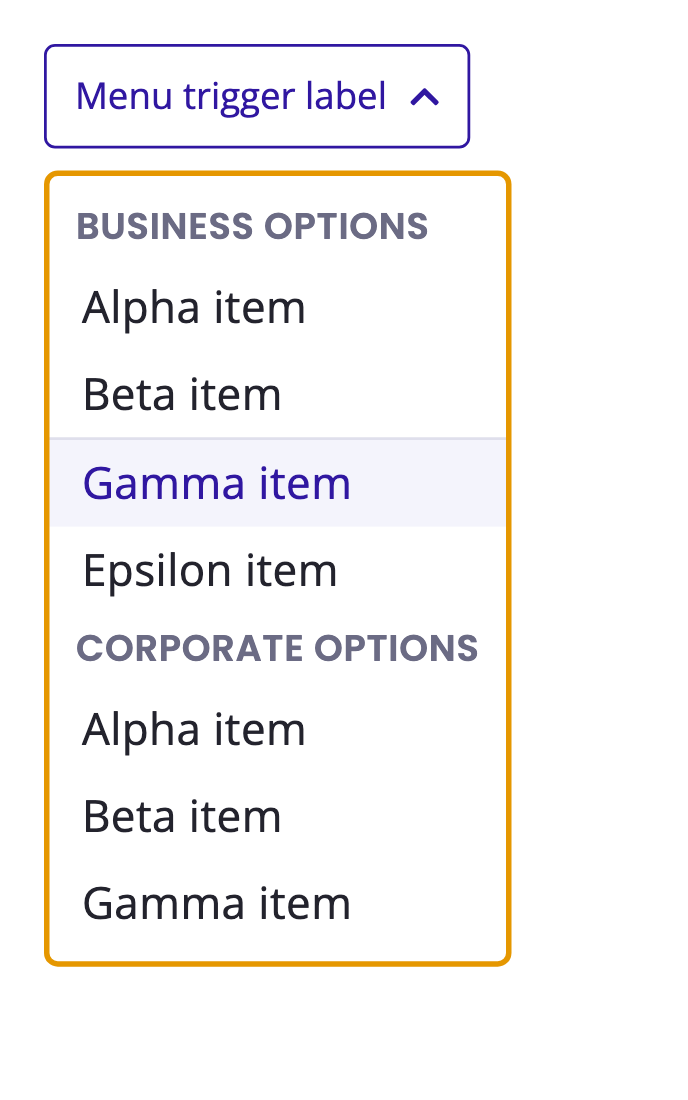 Menu trigger label
BUSINESS OPTIONS
Alpha item
Beta item
Gamma item
Epsilon item
CORPORATE OPTIONS
Alpha item
Beta item
Gamma item